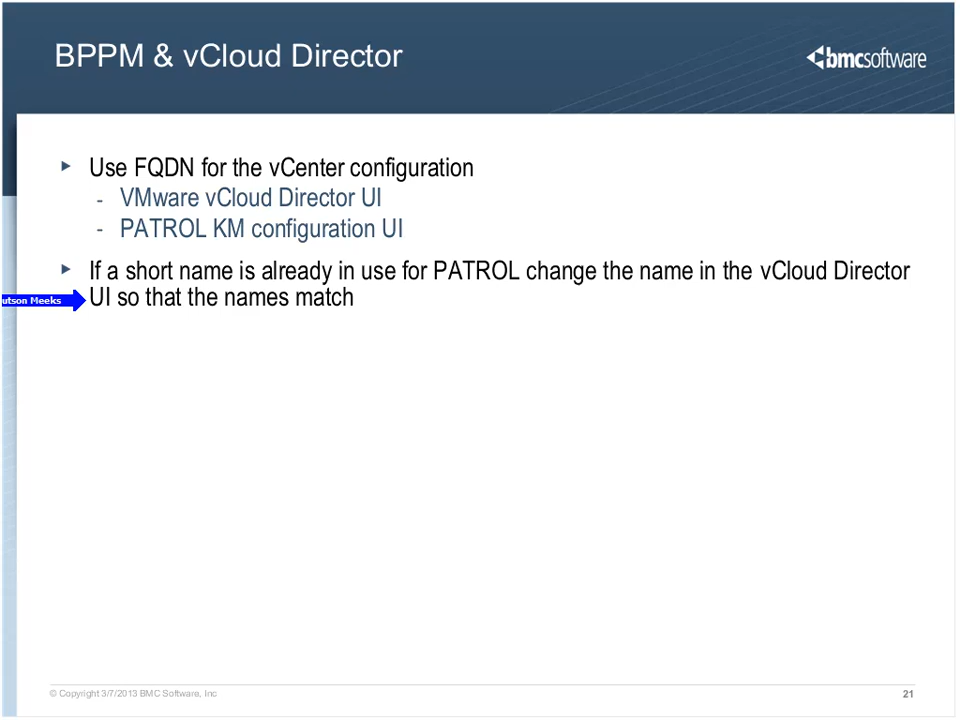 BPPM & vCloud Director
bmcsoftware
Use FQDN for the vCenter configuration
- VMware vCloud Director UI
- PATROL KM configuration UI
If a short name is already in use for PATROL change the name in the vCloud Director
UI so that the names match
utson Meeks
© Copyright 3/7/2013 BMC Software, Inc
21